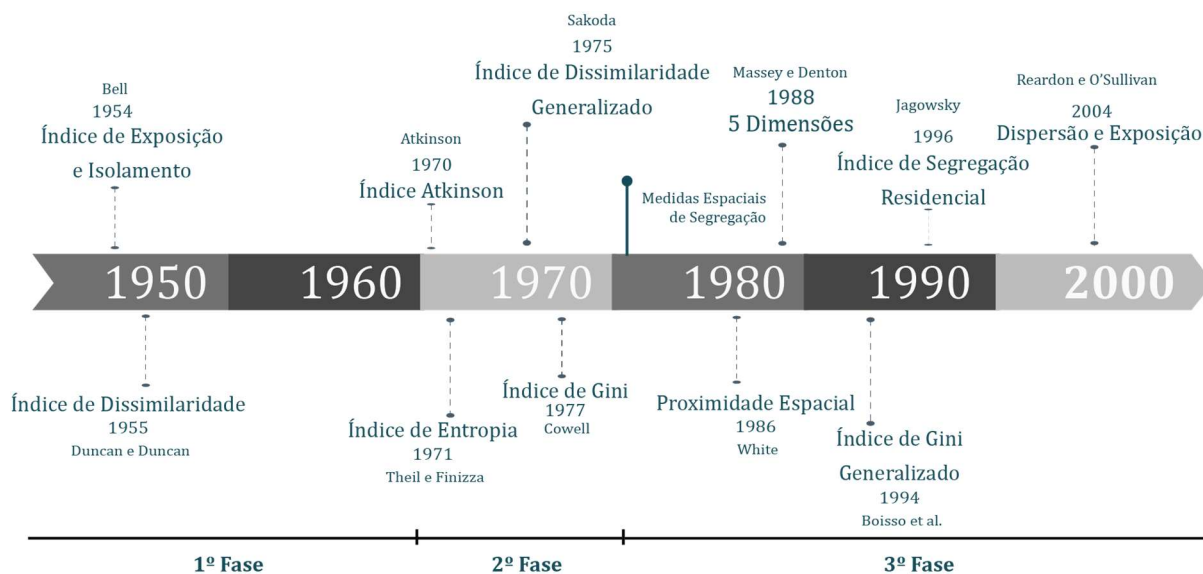 Sakoda
1975
Índice de Dissimilaridade
Generalizado
Bell
1954
Índice de Exposição
e Isolamento
Atkinson
1970
Índice Atkinson
Medidas Espaciais
de Segregação
Massey e Denton
1988
5 Dimensões
Jagowsky
1996
Índice de Segregação
Residencial
Reardon e O’Sullivan
2004
Dispersão e Exposição
1950
1960
1970
1980
1990
2000
Índice de Dissimilaridade
1955
Duncan e Duncan
Índice de Entropia
1971
Theil e Finizza
Índice de Gini
1977
Cowell
Proximidade Espacial
1986
White
Índice de Gini
Generalizado
1994
Boisso et al.
1º Fase
2º Fase
3º Fase